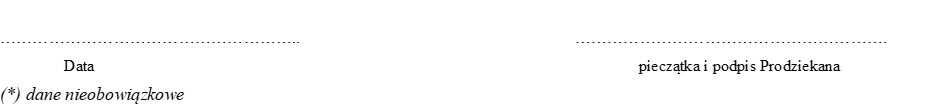 ……………………………………………….. ………………………………………………….
Data pieczątka i podpis Prodziekana
(*) dane nieobowiązkowe